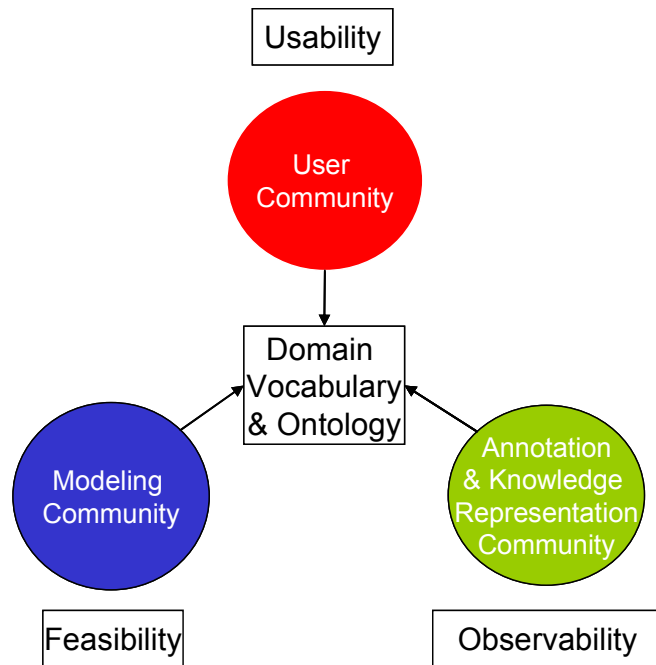 Usability
User
Community
Domain
Vocabulary
& Ontology
Modeling
Community
Annotation
& Knowledge
Representation
Community
Feasibility
Observability